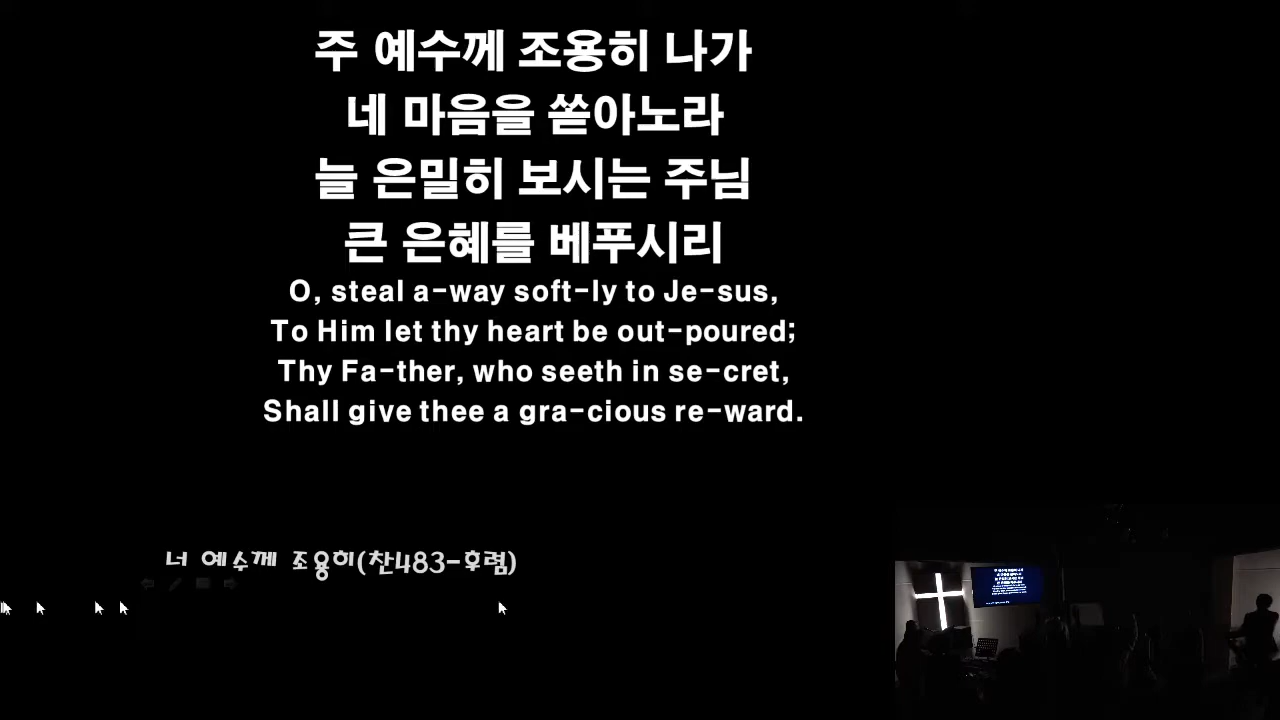 주 예수께 조용히 나가
네 마음을 쏟아노라
늘 은밀히 보시는 주님
큰 은혜를 베푸시리
O, steal a-way soft-ly to Je-sus,
To Him let thy heart be out-poured;
Thy Fa-ther, who seeth in se-cret,
Shall give thee a gra-cious re-ward.
너 예수께 조용히(찬483-후렴)